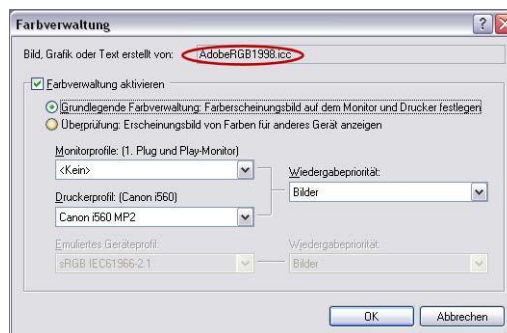 Farbverwaltung
Bild, Grafik oder Text erstellt von: AdobeRGB1998.icc
Farbverwaltung aktivieren
Grundlegende Farbverwaltung: Farberscheinungsbild auf dem Monitor und Drucker festlegen
Überprüfung: Erscheinungsbild von Farben für anderes Gerät anzeigen
Monitorprofile: (1. Plug und Play-Monitor)
<Kein>
Wiedergabepriorität:
Bilder
Druckerprofil: (Canon i560)
Canon i560 MP2
Emuliertes Geräteprofil: Wiedergabepriorität:
sRGB IEC61966-2.1 Bilder
OK Abbrechen